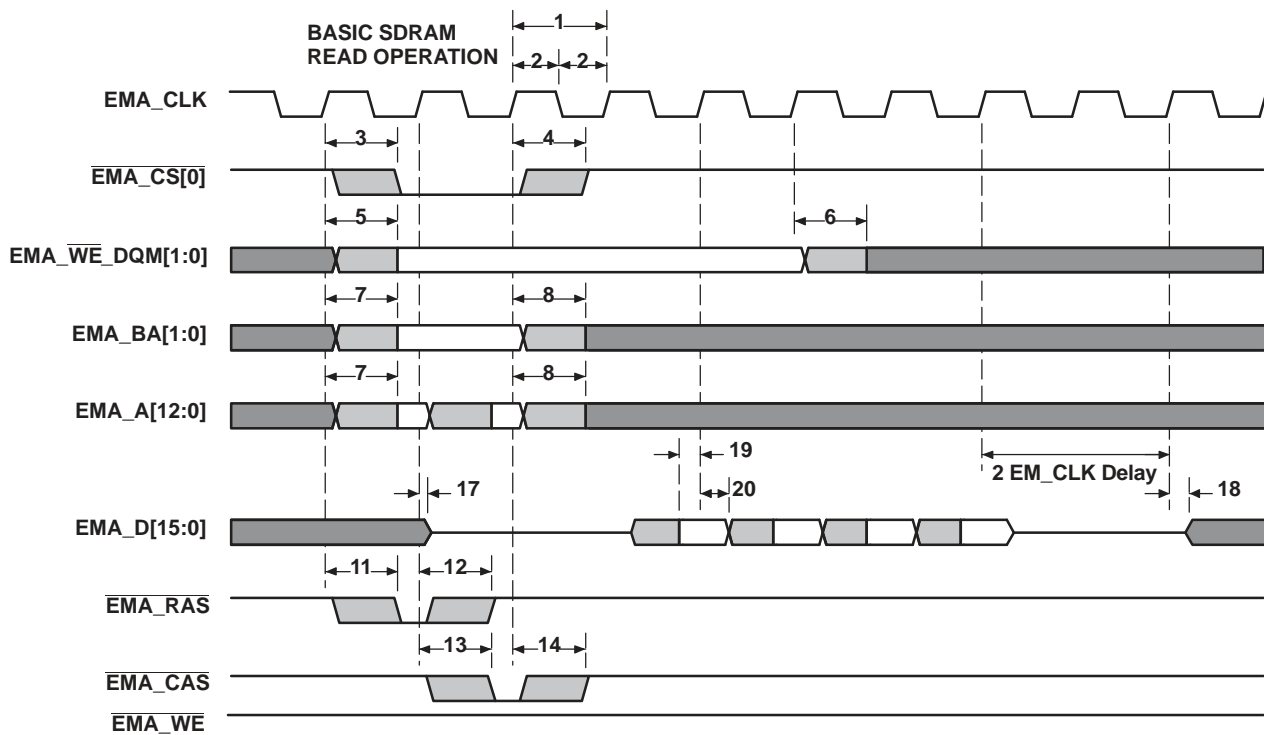 BASIC SDRAM
READ OPERATION
1
2 2
EMA_CLK
3 4
EMA_CS[0]
5 6
EMA_WE_DQM[1:0]
7 8
EMA_BA[1:0]
7 8
EMA_A[12:0]
19
2 EM_CLK Delay
17 20 18
EMA_D[15:0]
11 12
EMA_RAS
13 14
EMA_CAS
EMA_WE